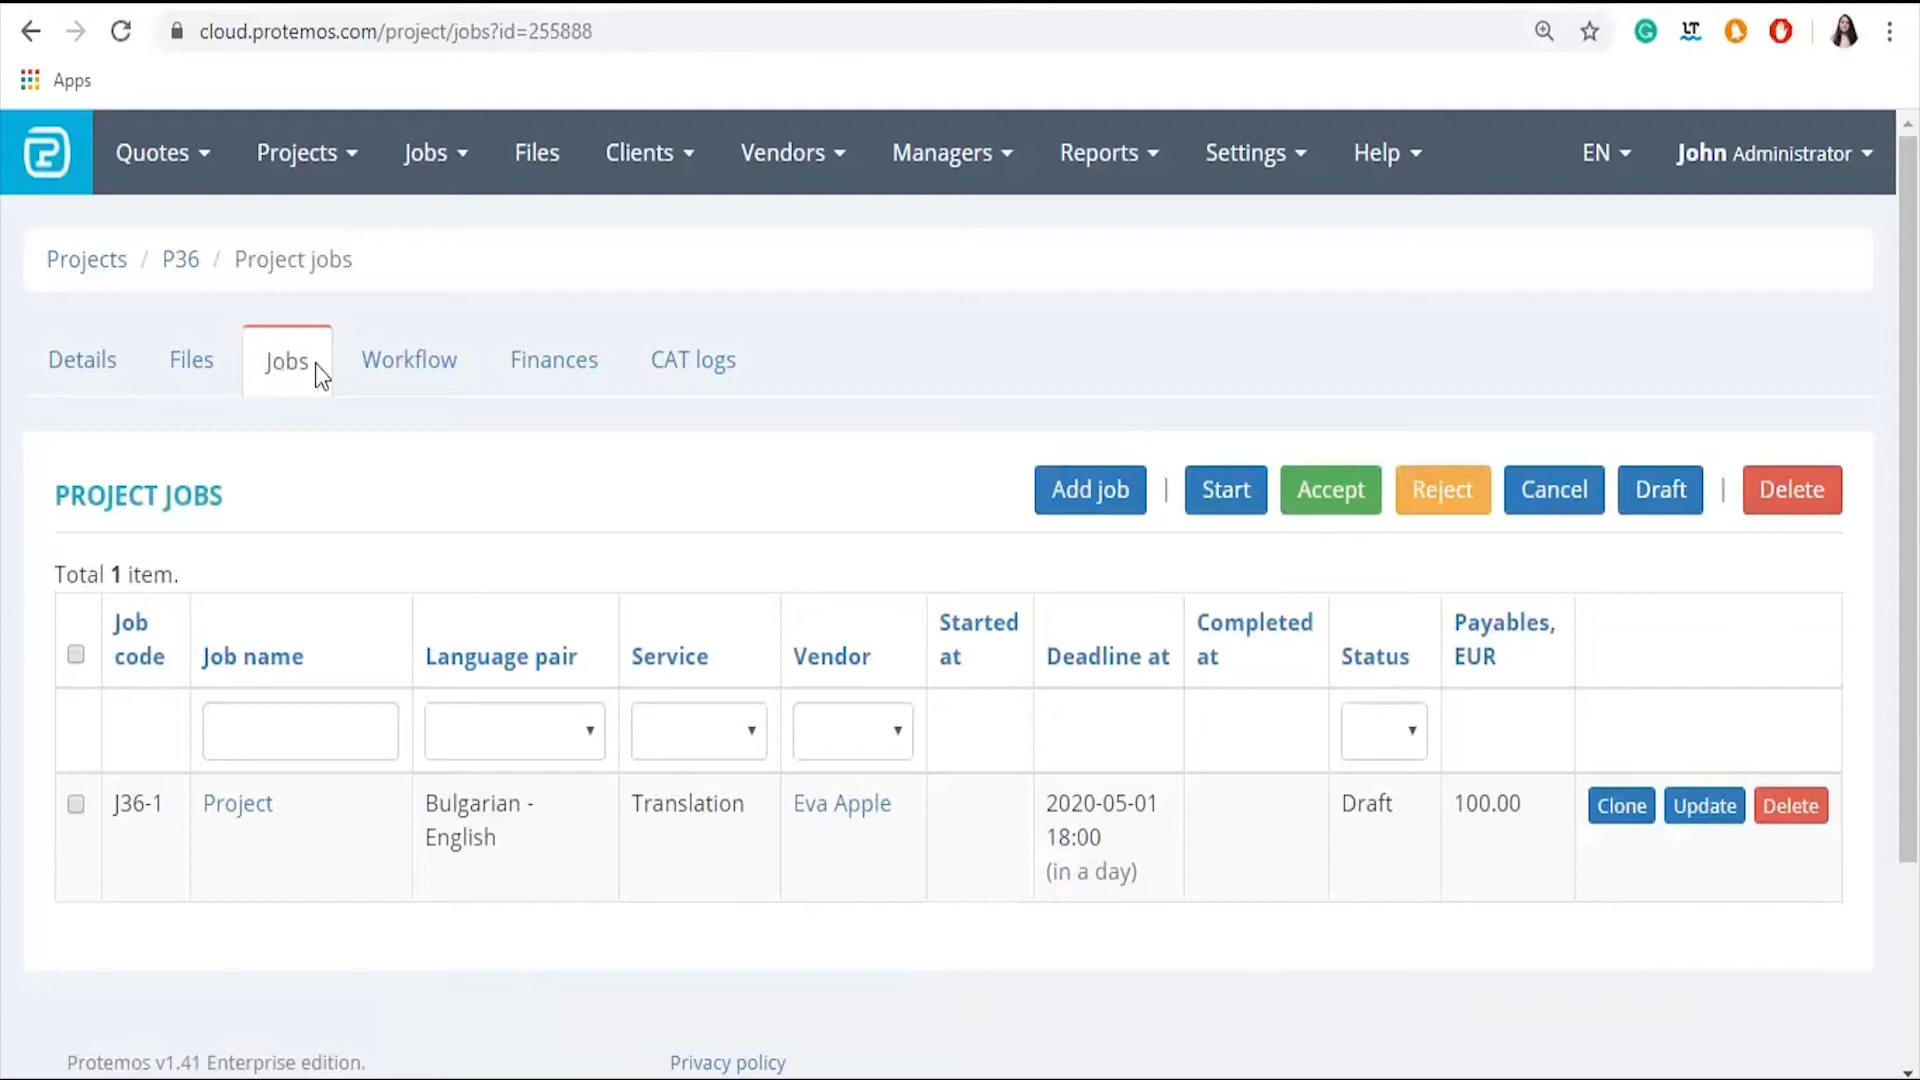 cloud.protemos.com/project/jobs?id=255888
Apps
Quotes Projects Jobs Files Clients Vendors Managers Reports Settings Help EN John Administrator
Projects / P36 / Project jobs
Details Files Jobs Workflow Finances CAT logs
PROJECT JOBS Add job | Start Accept Reject Cancel Draft | Delete
Total 1 item.
Job code Job name Language pair Service Vendor Started at Deadline at Completed at Status Payables, EUR
J36-1 Project Bulgarian - English Translation Eva Apple 2020-05-01 18:00 (in a day) Draft 100.00 Clone Update Delete
Protemos v1.41 Enterprise edition. Privacy policy